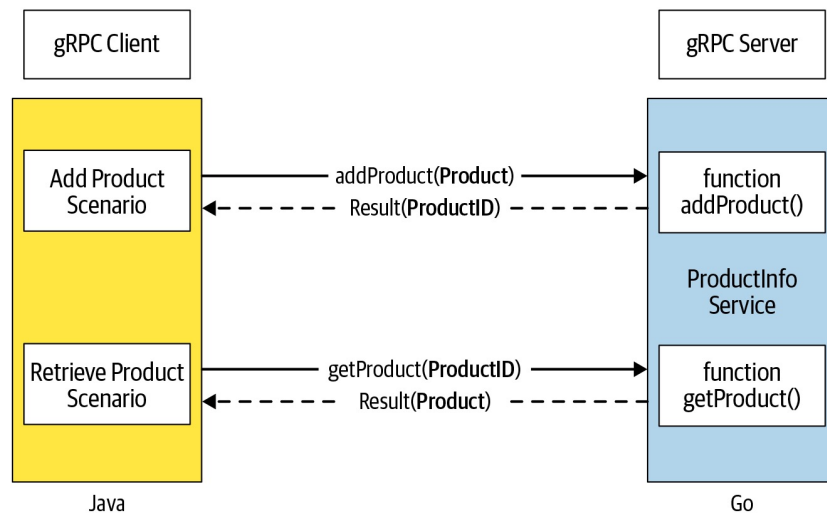 gRPC Client
gRPC Server
Add Product
Scenario
addProduct(Product)
Result(ProductID)
function
addProduct()
ProductInfo
Service
Retrieve Product
Scenario
getProduct(ProductID)
Result(Product)
function
getProduct()
Java
Go